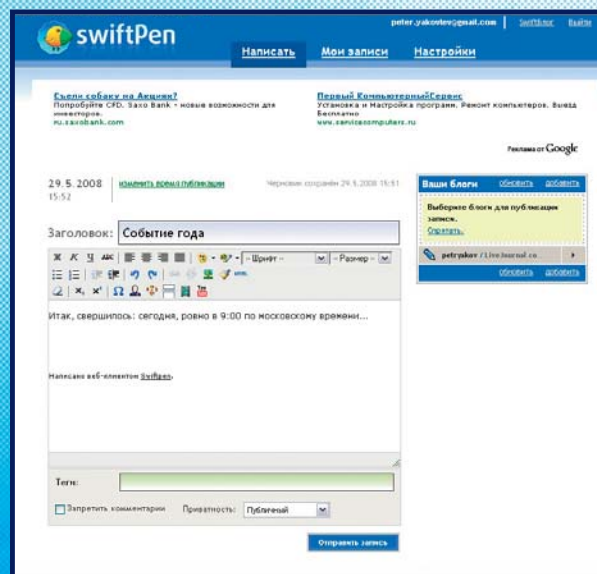 swiftPen
peter.yakovlev@gmail.com Swiftблог Выйти
Написать Мои записи Настройки
Съели собаку на Акциях?
Попробуйте CFD. Saxo Bank - новые возможности для
инвесторов.
ru.saxobank.com
Первый КомпьютерныйСервис
Установка и Настройка программ. Ремонт компьютеров. Выезд
Бесплатно
www.servicecomputers.ru
Реклама от Google
29.5.2008 изменить время публикации Черновик сохранён 29.5.2008 15:51
15:52
Заголовок: Событие года
Ж К Ч ABC – Шрифт – – Размер –
HTML
Итак, свершилось: сегодня, ровно в 9:00 по московскому времени...
Написано веб-клиентом Swiftpen.
Теги:
Запретить комментарии Приватность: Публичный
Отправить запись
Ваши блоги обновить добавить
Выберите блоги для публикации
записи.
Спрятать.
petryakov / LiveJournal.co...
обновить добавить